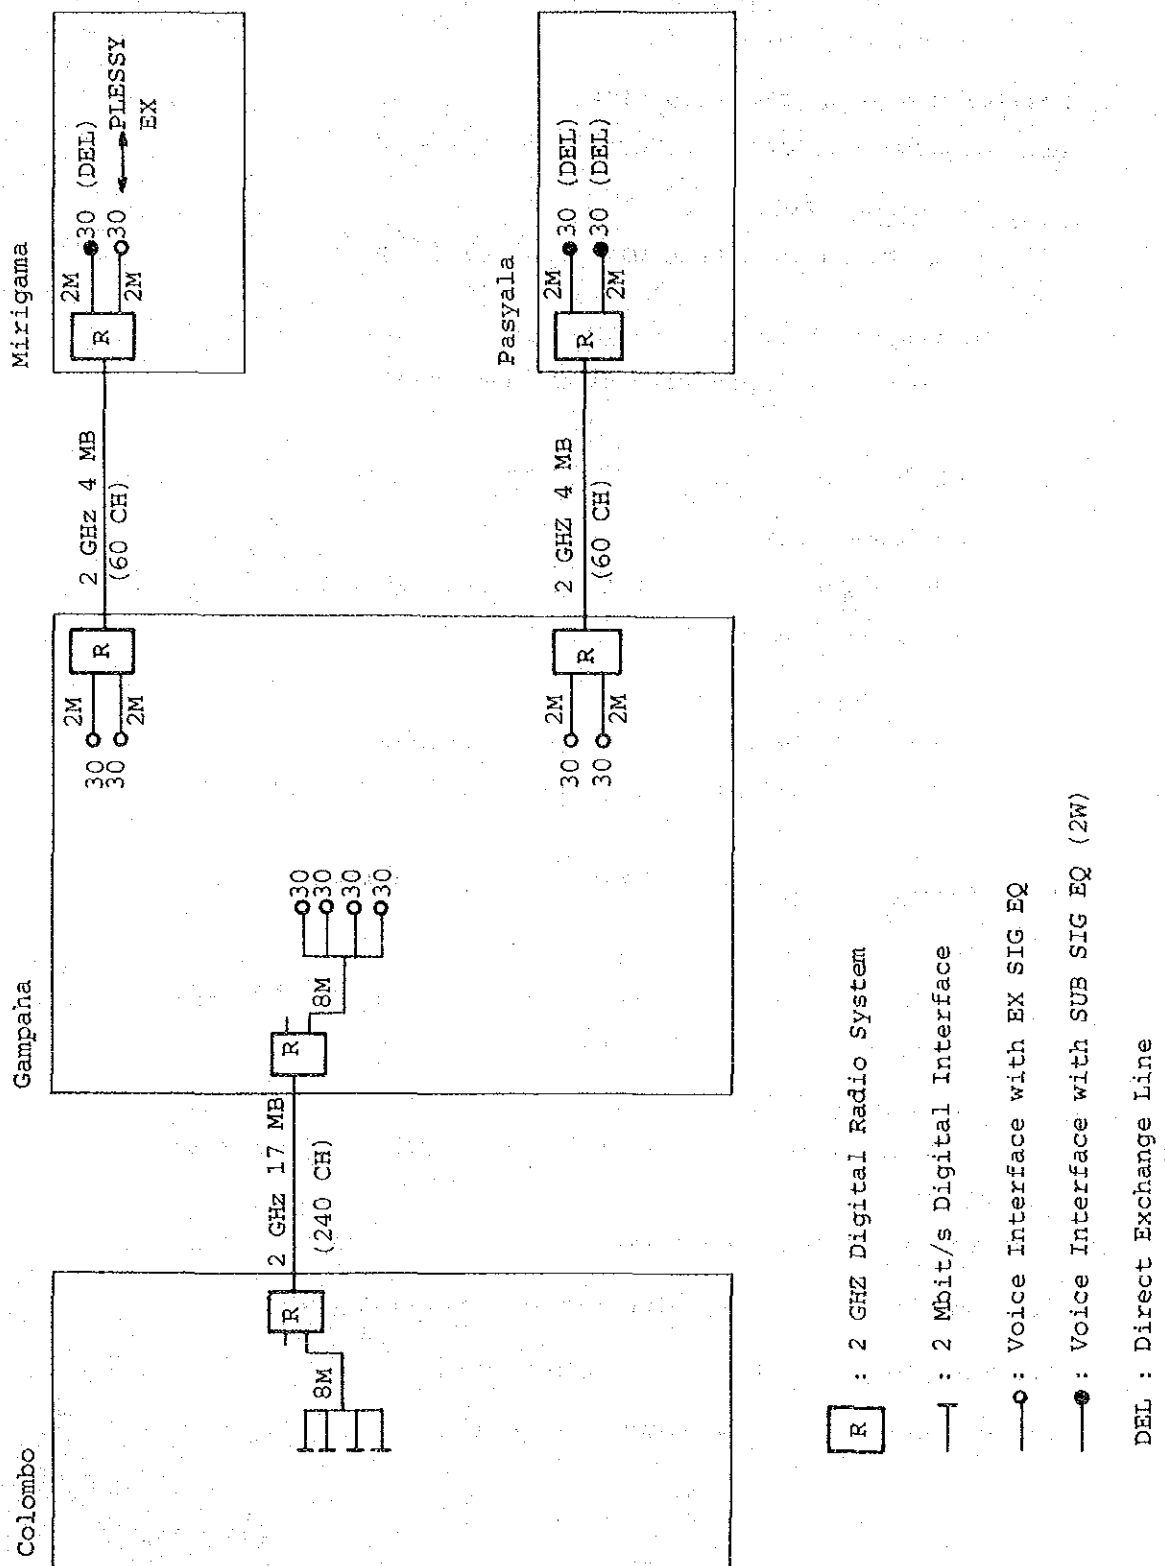 Colombo
Gampaha
Mirigama
8M
R
2 GHz 17 MB
(240 CH)
R
8M
30
30
30
30
30
30
2M
2M
R
2 GHz 4 MB
(60 CH)
R
2M
2M
30 (DEL)
30
PLESSY
EX
30
30
2M
2M
R
2 GHZ 4 MB
(60 CH)
Pasyala
R
2M
2M
30 (DEL)
30 (DEL)
R : 2 GHZ Digital Radio System
: 2 Mbit/s Digital Interface
: Voice Interface with EX SIG EQ
: Voice Interface with SUB SIG EQ (2W)
DEL : Direct Exchange Line